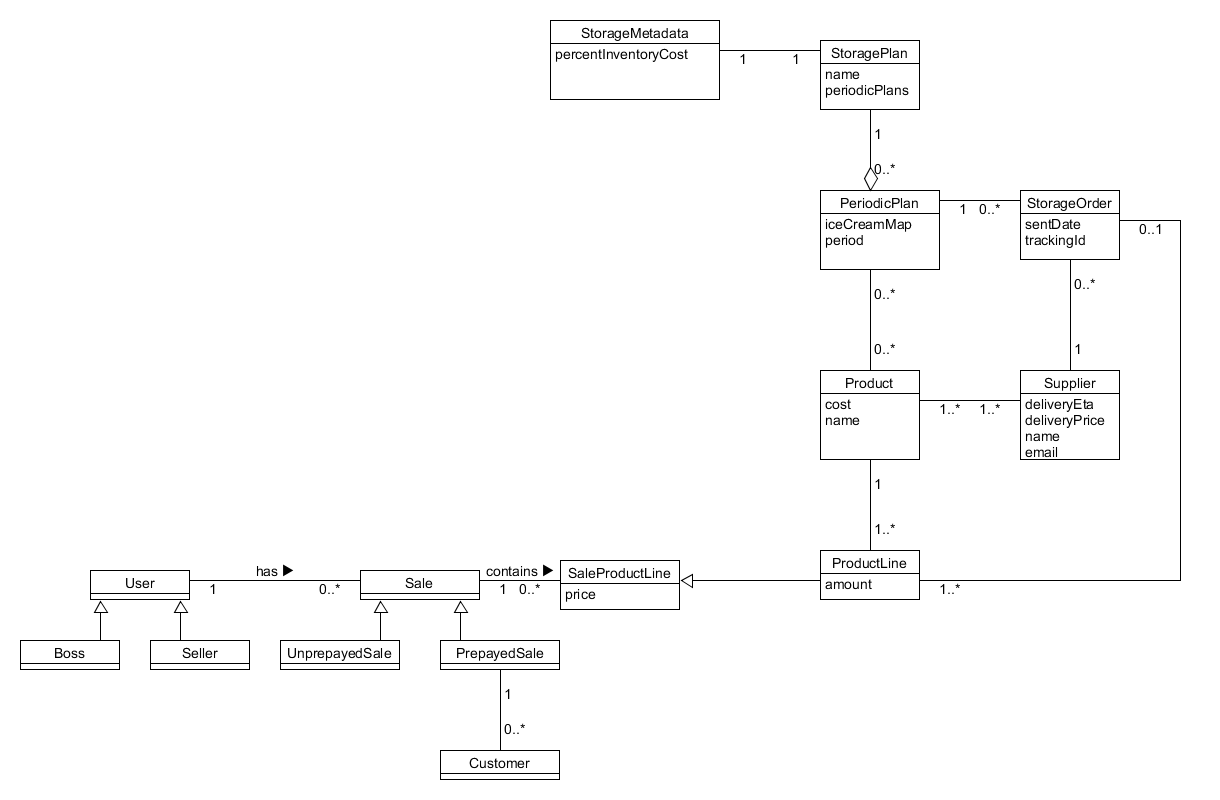 StorageMetadata
percentInventoryCost
1
1
StoragePlan
name
periodicPlans
1
0..*
PeriodicPlan
iceCreamMap
period
1
0..*
StorageOrder
sentDate
trackingId
0..1
0..*
0..*
0..*
1
Product
cost
name
1..*
1..*
Supplier
deliveryEta
deliveryPrice
name
email
1
1..*
ProductLine
amount
1..*
User
has ▶
1
0..*
Sale
contains ▶
1
0..*
SaleProductLine
price
Boss
Seller
UnprepayedSale
PrepayedSale
1
0..*
Customer